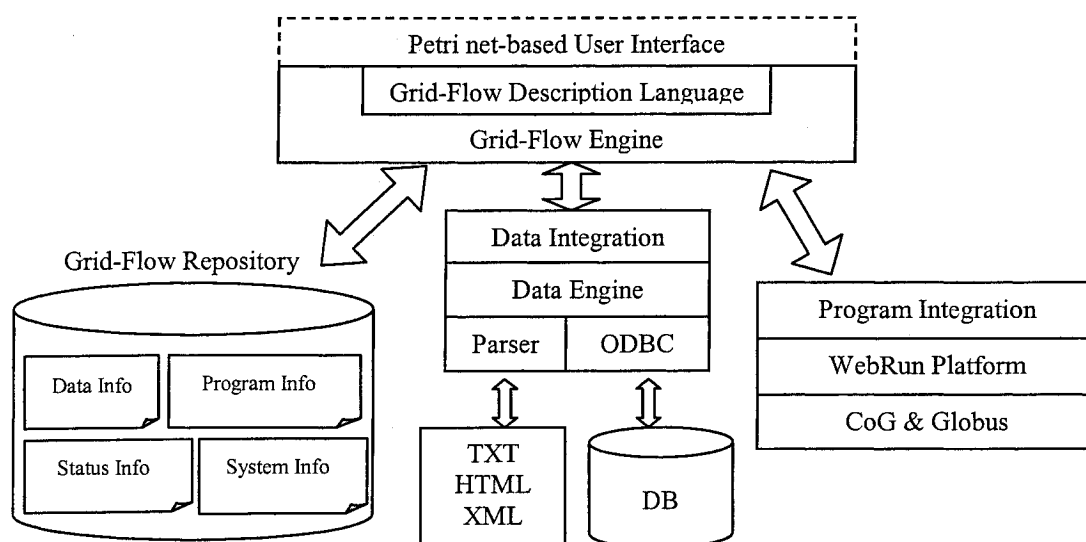 Petri net-based User Interface
Grid-Flow Description Language
Grid-Flow Engine
Grid-Flow Repository
Data Info
Program Info
Status Info
System Info
Data Integration
Data Engine
Parser
ODBC
TXT
HTML
XML
DB
Program Integration
WebRun Platform
CoG & Globus